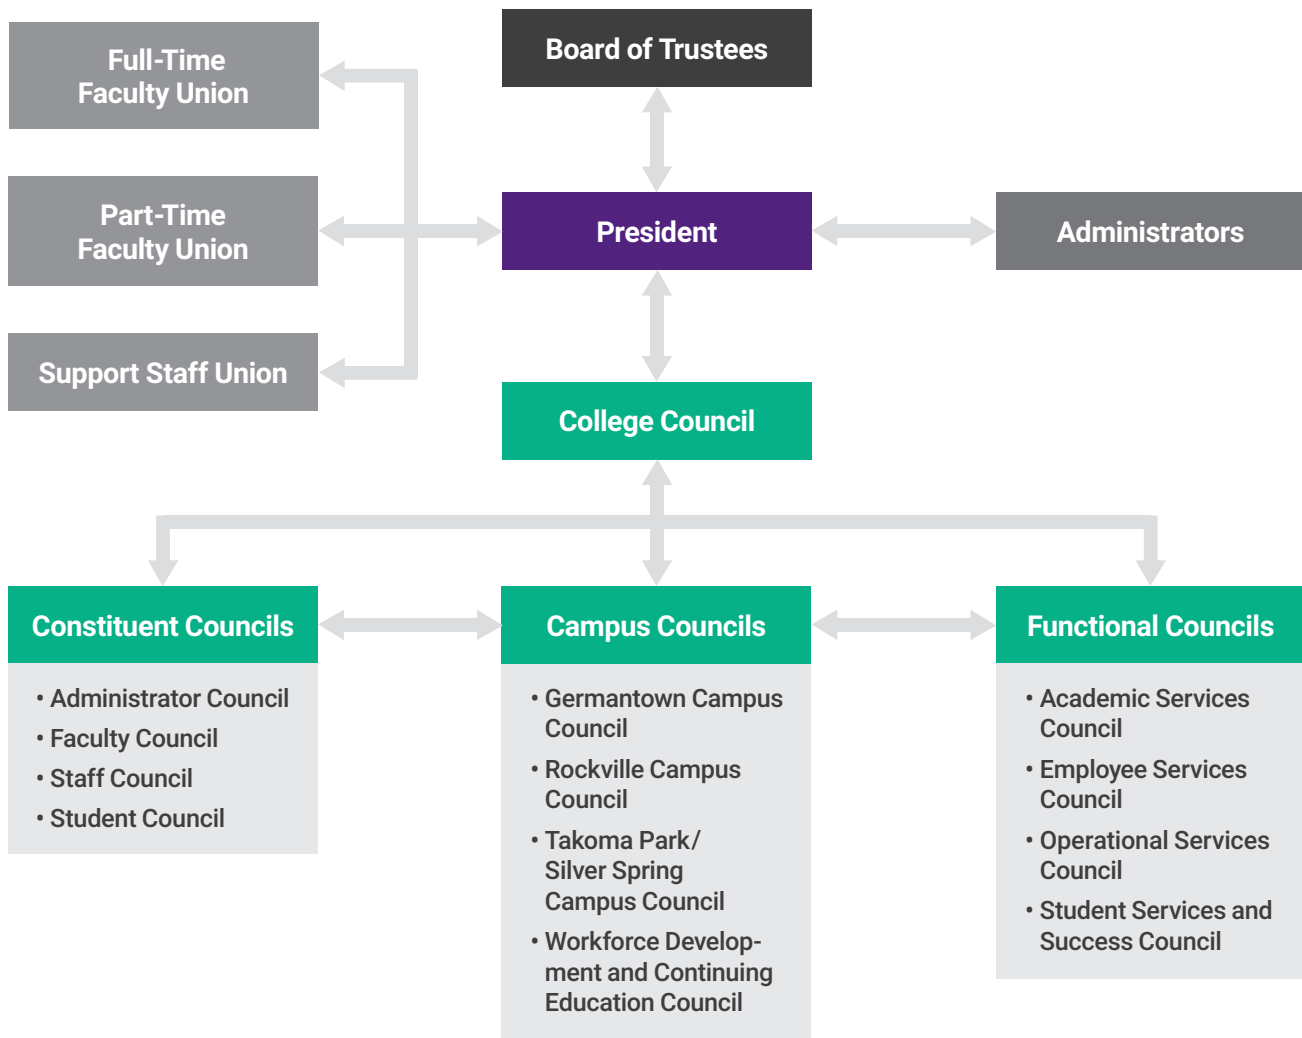 Full-Time
Faculty Union
Board of Trustees
Part-Time
Faculty Union
President
Administrators
Support Staff Union
College Council
Constituent Councils
• Administrator Council
• Faculty Council
• Staff Council
• Student Council
Campus Councils
• Germantown Campus
Council
• Rockville Campus
Council
• Takoma Park/
Silver Spring
Campus Council
• Workforce Develop-
ment and Continuing
Education Council
Functional Councils
• Academic Services
Council
• Employee Services
Council
• Operational Services
Council
• Student Services and
Success Council